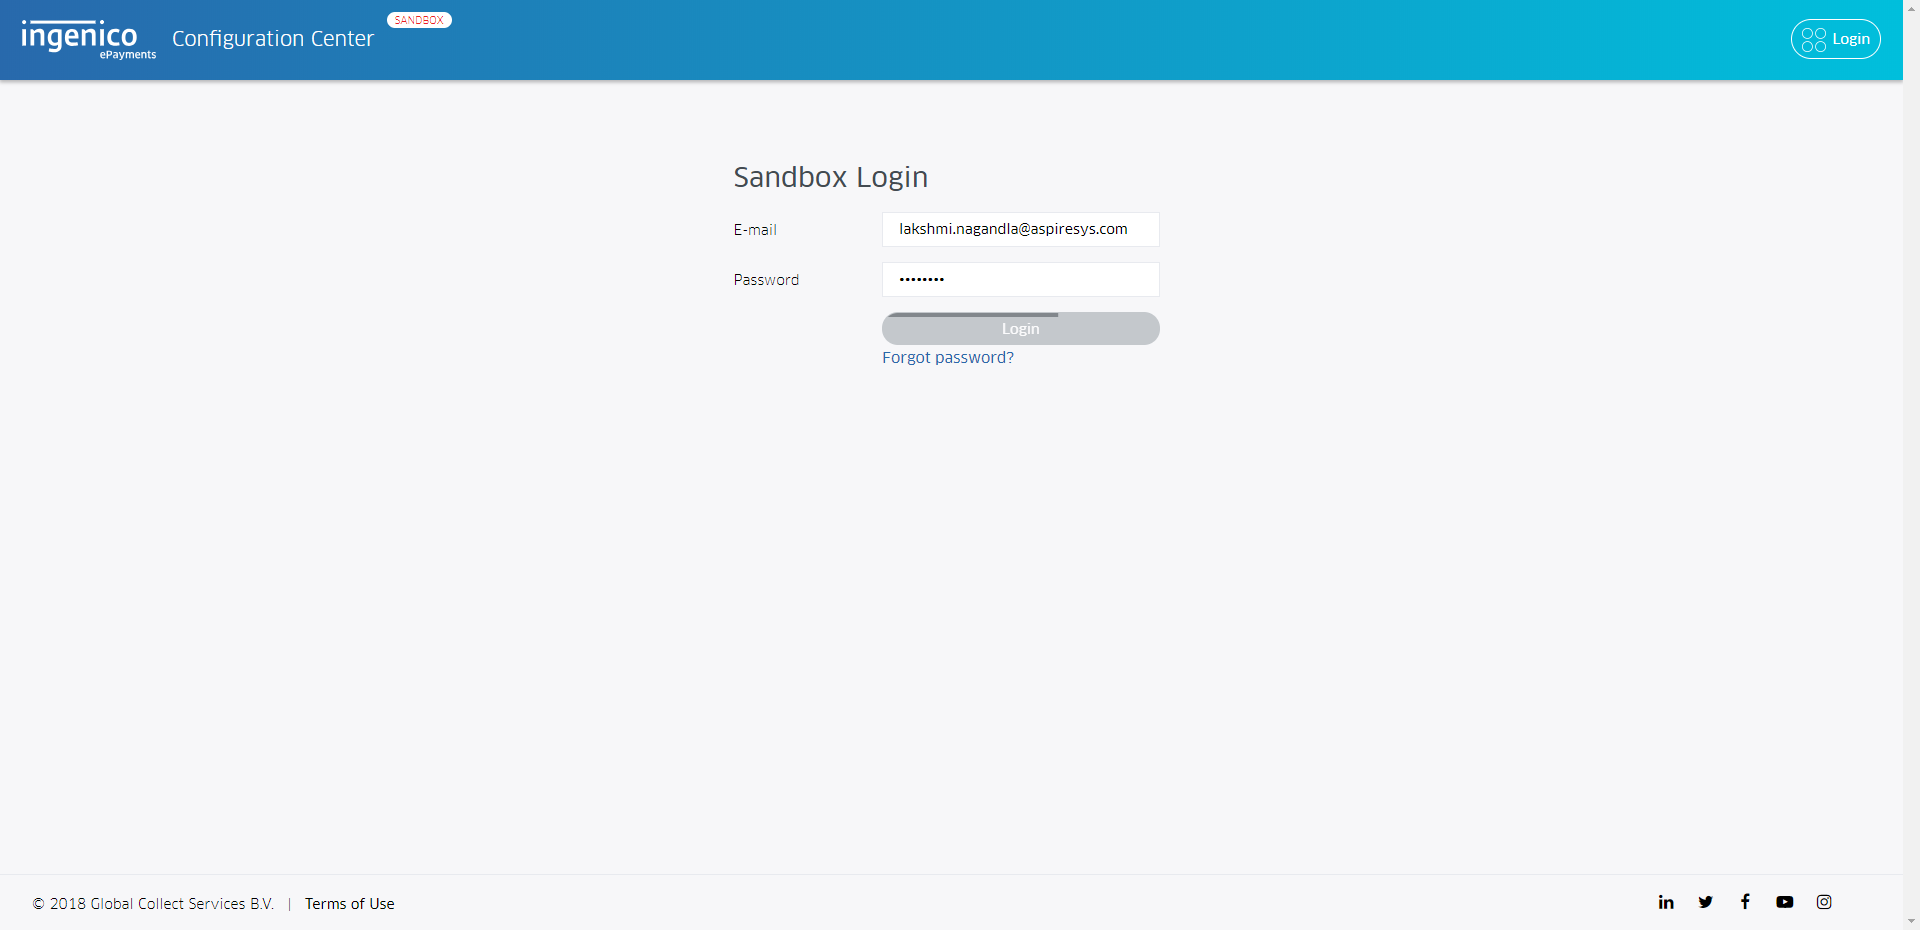 ingenico
ePayments
Configuration Center
SANDBOX
Login
Sandbox Login
E-mail
lakshmi.nagandla@aspiresys.com
Password
••••••••
Login
Forgot password?
© 2018 Global Collect Services B.V. | Terms of Use